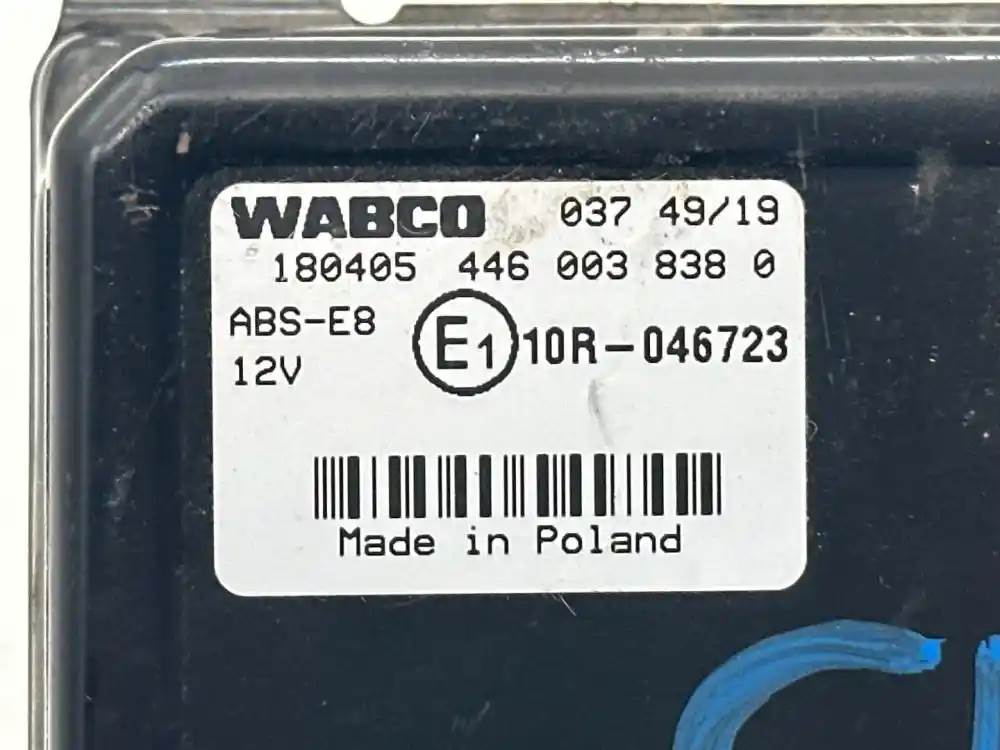 WABCO 037 49/19
180405 446 003 838 0
ABS-E8
12V
E1 10R-046723
Made in Poland